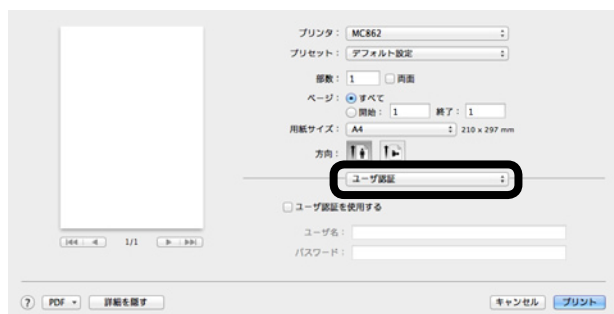 プリンタ： MC862
プリセット： デフォルト設定
部数： 1 両面
ページ： すべて
開始： 1 終了： 1
用紙サイズ： A4 210 x 297 mm
方向：
ユーザ認証
ユーザ認証を使用する
ユーザ名：
パスワード：
1/1
? PDF 詳細を隠す キャンセル プリント